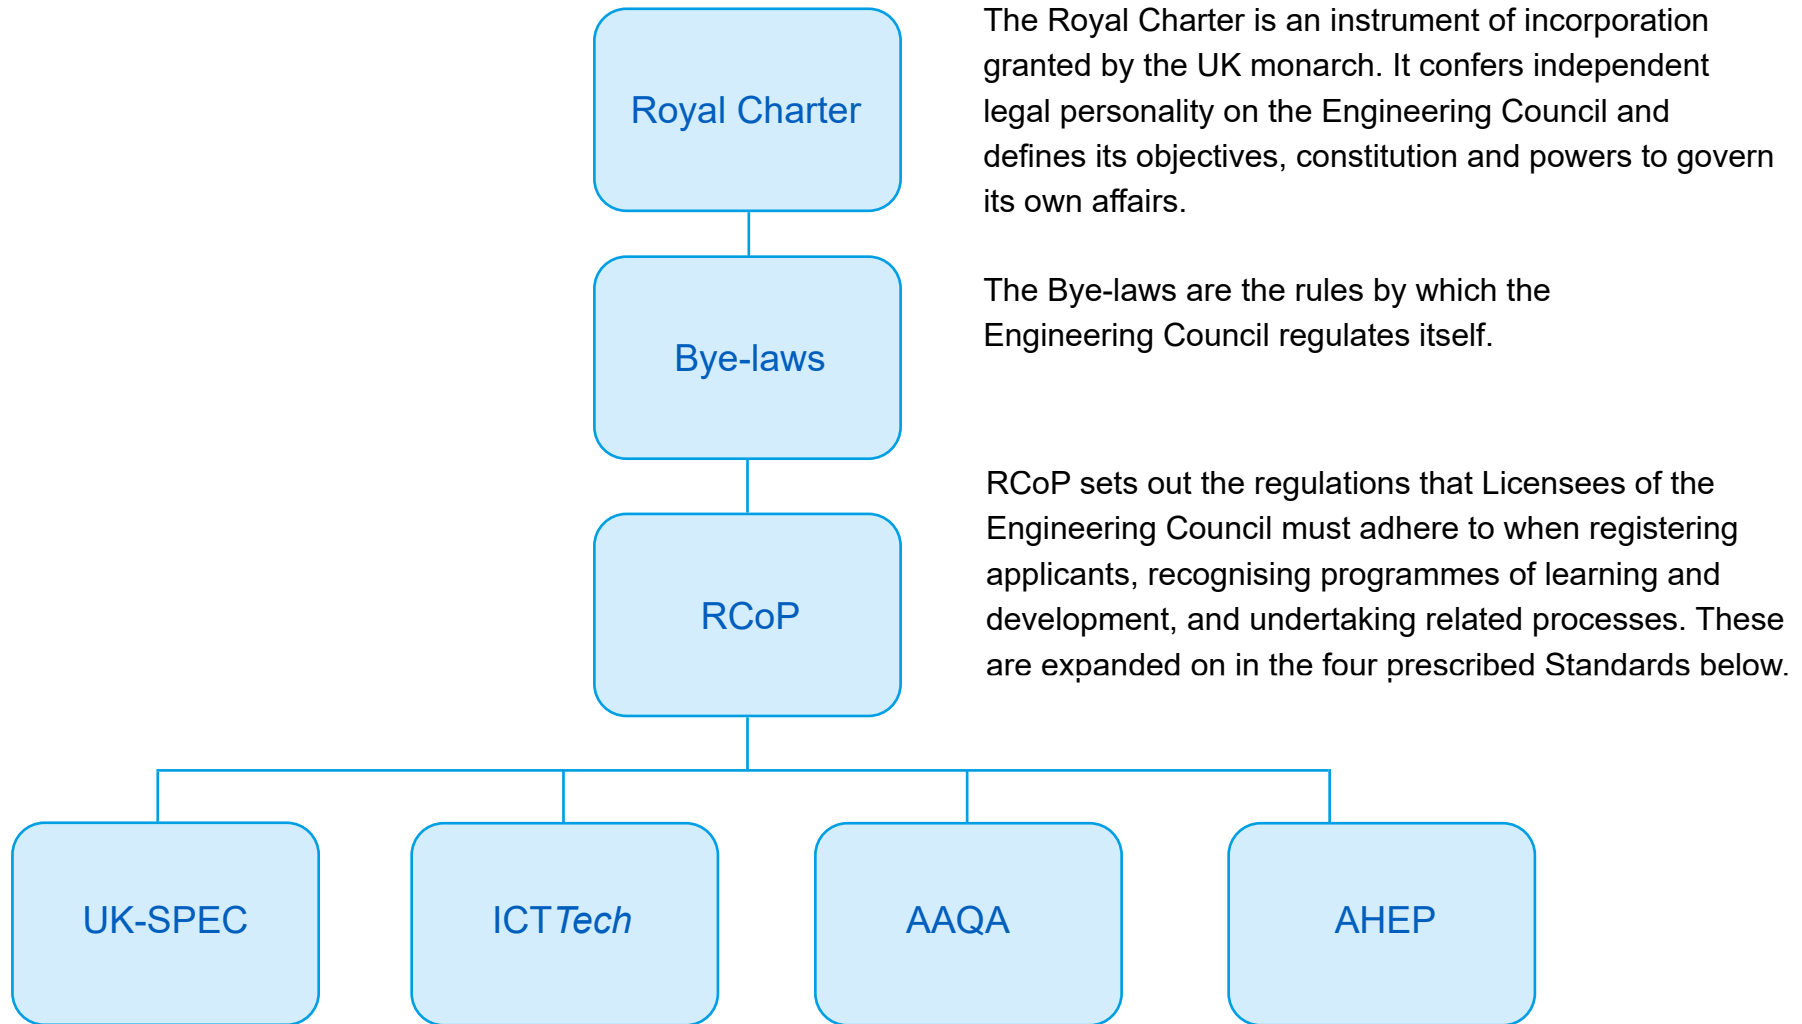 Royal Charter
The Royal Charter is an instrument of incorporation
granted by the UK monarch. It confers independent
legal personality on the Engineering Council and
defines its objectives, constitution and powers to govern
its own affairs.
Bye-laws
The Bye-laws are the rules by which the
Engineering Council regulates itself.
RCoP
RCoP sets out the regulations that Licensees of the
Engineering Council must adhere to when registering
applicants, recognising programmes of learning and
development, and undertaking related processes. These
are expanded on in the four prescribed Standards below.
UK-SPEC
ICTTech
AAQA
AHEP